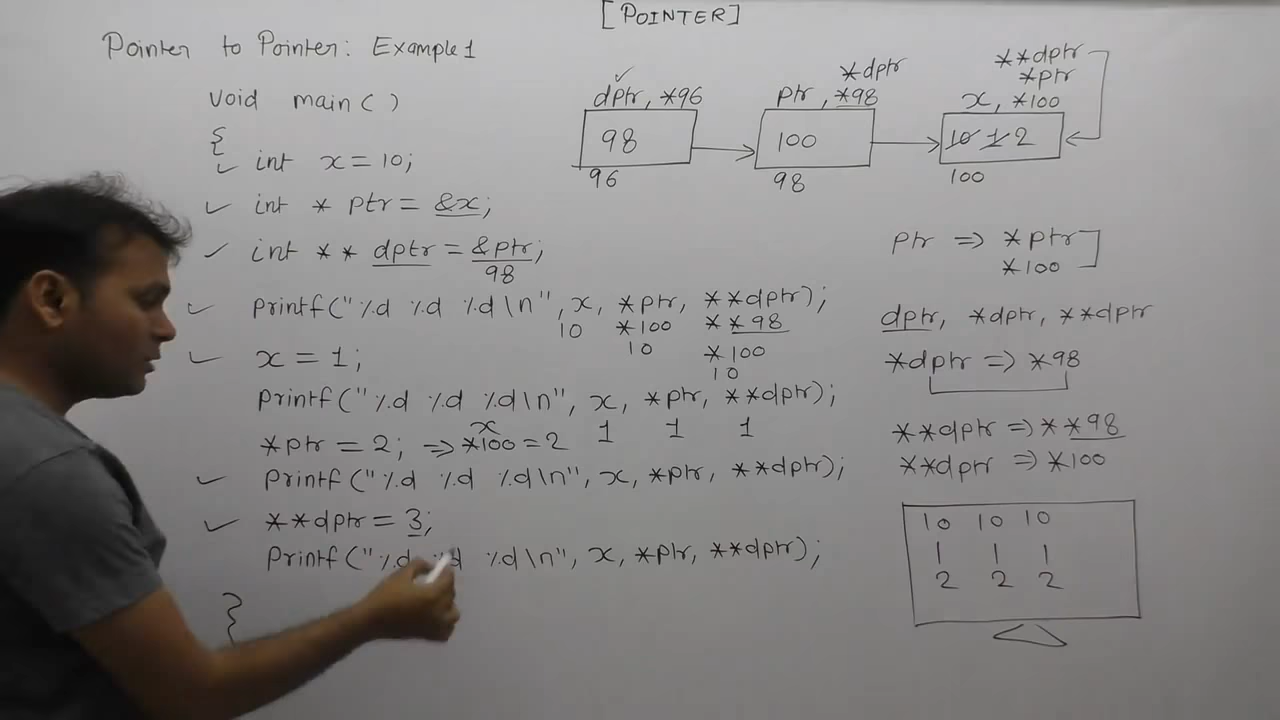 [POINTER]
Pointer to Pointer: Example 1
void main( )
{
int x = 10;
int * ptr = &x;
int * * dptr = &ptr;
98
printf("%d %d %d\n", x, *ptr, **dptr);
10 *100 **98
10 *100
10
x = 1;
printf("%d %d %d\n", x, *ptr, **dptr);
x 1 1 1
*ptr = 2; => *100 = 2
printf("%d %d %d\n", x, *ptr, **dptr);
**dptr = 3;
printf("%d %d %d\n", x, *ptr, **dptr);
}
**dptr
*dptr *ptr
dptr, *96 ptr, *98 x, *100
98 100 10 1 2
96 98 100
ptr => *ptr
*100
dptr, *dptr, **dptr
*dptr => *98
**dptr => **98
**dptr => *100
10 10 10
1 1 1
2 2 2